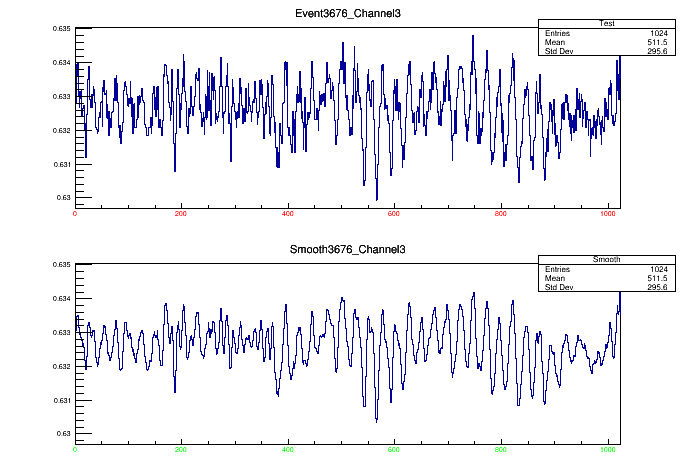 Event3676_Channel3
Test
Entries 1024
Mean 511.5
Std Dev 295.6
0.635
0.634
0.633
0.632
0.631
0.63
0 200 400 600 800 1000
Smooth3676_Channel3
Smooth
Entries 1024
Mean 511.5
Std Dev 295.6
0.635
0.634
0.633
0.632
0.631
0.63
0 200 400 600 800 1000